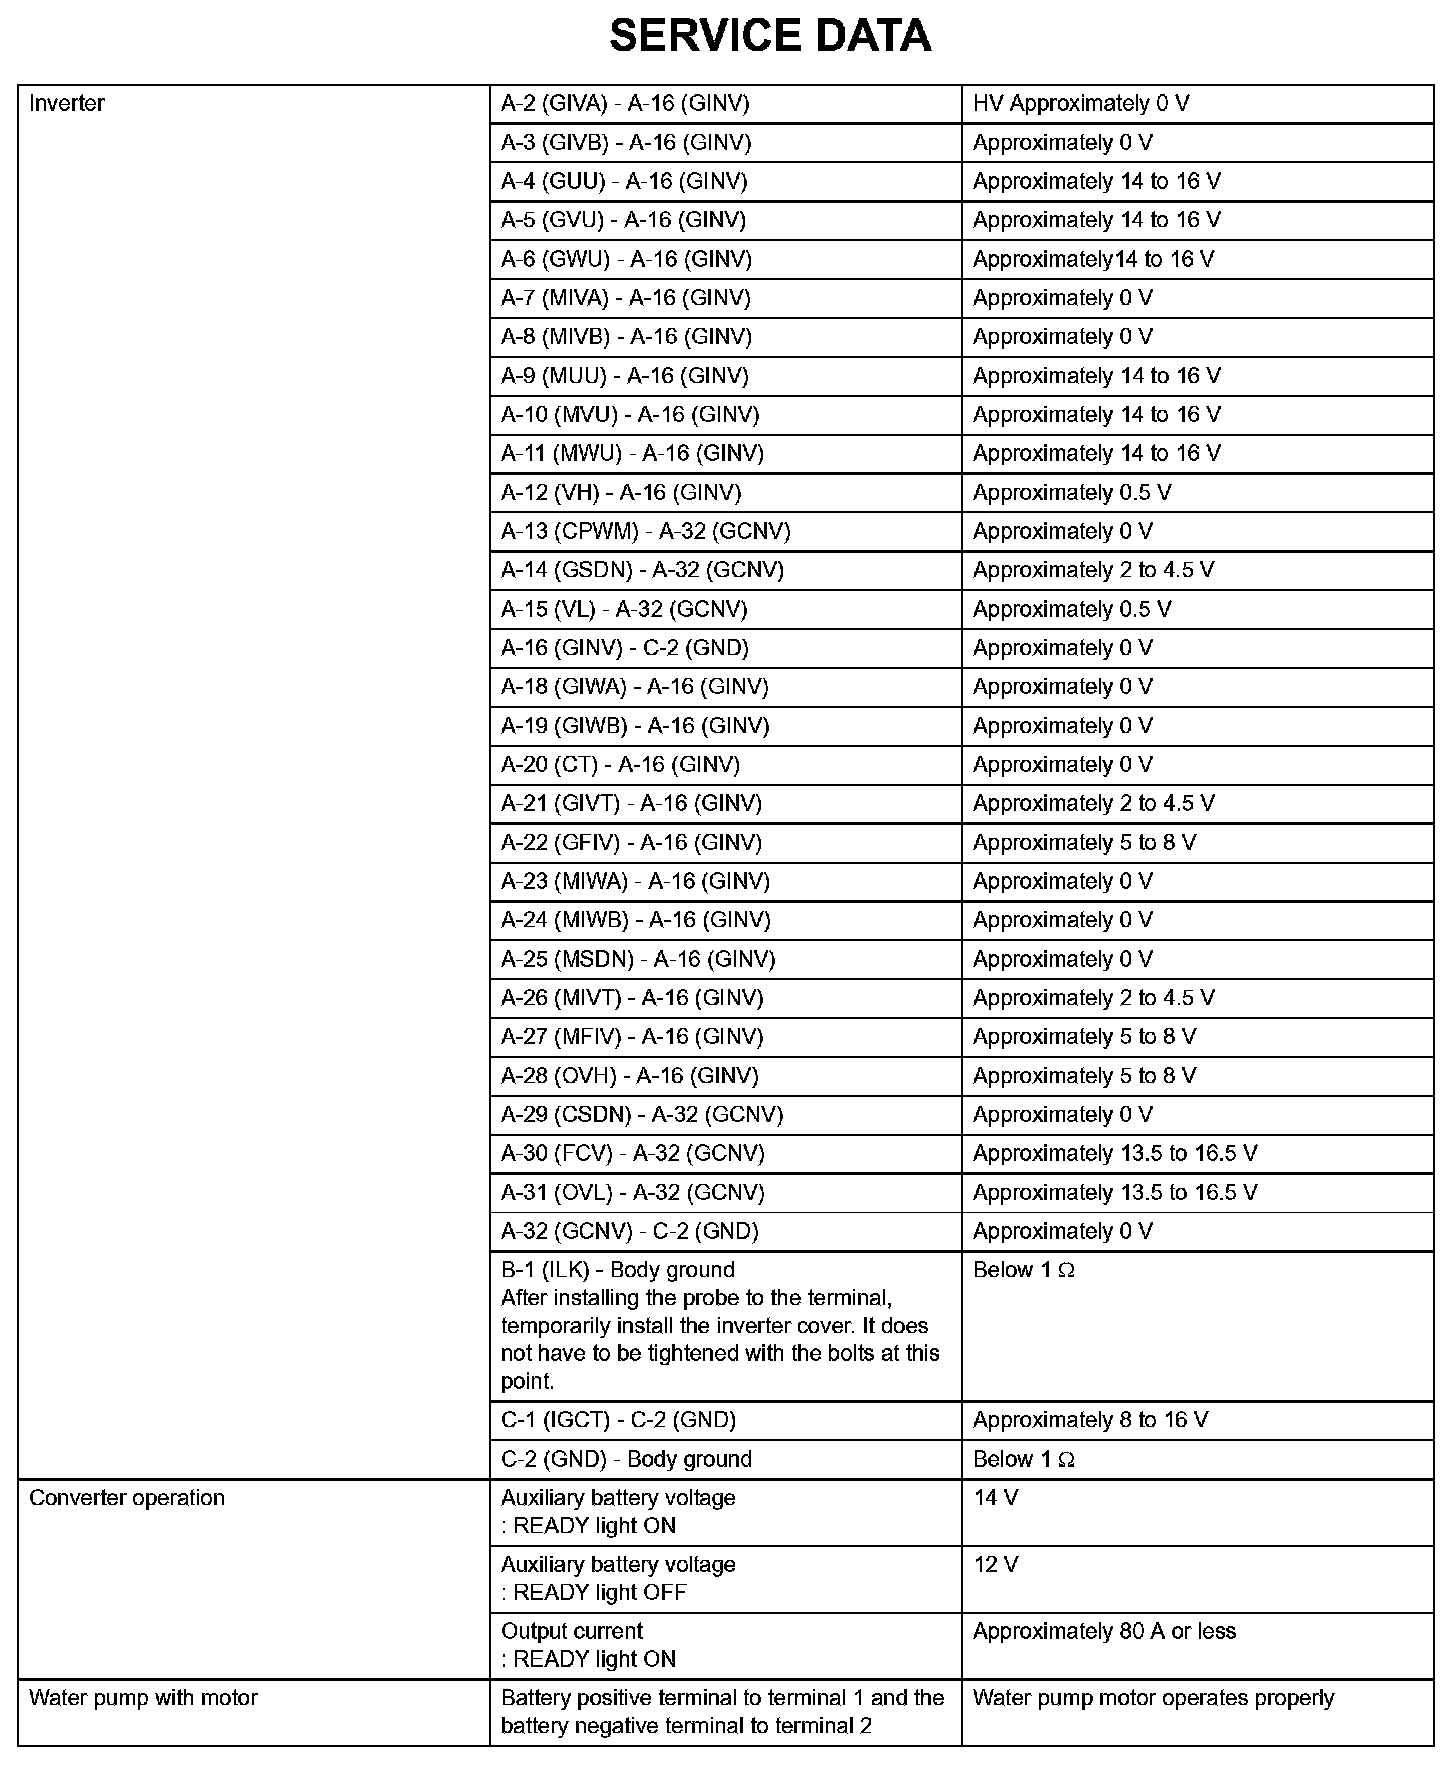 SERVICE DATA
Inverter
A-2 (GIVA) - A-16 (GINV) HV Approximately 0 V
A-3 (GIVB) - A-16 (GINV) Approximately 0 V
A-4 (GUU) - A-16 (GINV) Approximately 14 to 16 V
A-5 (GVU) - A-16 (GINV) Approximately 14 to 16 V
A-6 (GWU) - A-16 (GINV) Approximately14 to 16 V
A-7 (MIVA) - A-16 (GINV) Approximately 0 V
A-8 (MIVB) - A-16 (GINV) Approximately 0 V
A-9 (MUU) - A-16 (GINV) Approximately 14 to 16 V
A-10 (MVU) - A-16 (GINV) Approximately 14 to 16 V
A-11 (MWU) - A-16 (GINV) Approximately 14 to 16 V
A-12 (VH) - A-16 (GINV) Approximately 0.5 V
A-13 (CPWM) - A-32 (GCNV) Approximately 0 V
A-14 (GSDN) - A-32 (GCNV) Approximately 2 to 4.5 V
A-15 (VL) - A-32 (GCNV) Approximately 0.5 V
A-16 (GINV) - C-2 (GND) Approximately 0 V
A-18 (GIWA) - A-16 (GINV) Approximately 0 V
A-19 (GIWB) - A-16 (GINV) Approximately 0 V
A-20 (CT) - A-16 (GINV) Approximately 0 V
A-21 (GIVT) - A-16 (GINV) Approximately 2 to 4.5 V
A-22 (GFIV) - A-16 (GINV) Approximately 5 to 8 V
A-23 (MIWA) - A-16 (GINV) Approximately 0 V
A-24 (MIWB) - A-16 (GINV) Approximately 0 V
A-25 (MSDN) - A-16 (GINV) Approximately 0 V
A-26 (MIVT) - A-16 (GINV) Approximately 2 to 4.5 V
A-27 (MFIV) - A-16 (GINV) Approximately 5 to 8 V
A-28 (OVH) - A-16 (GINV) Approximately 5 to 8 V
A-29 (CSDN) - A-32 (GCNV) Approximately 0 V
A-30 (FCV) - A-32 (GCNV) Approximately 13.5 to 16.5 V
A-31 (OVL) - A-32 (GCNV) Approximately 13.5 to 16.5 V
A-32 (GCNV) - C-2 (GND) Approximately 0 V
B-1 (ILK) - Body ground Below 1 Ω
After installing the probe to the terminal,
temporarily install the inverter cover. It does
not have to be tightened with the bolts at this
point.
C-1 (IGCT) - C-2 (GND) Approximately 8 to 16 V
C-2 (GND) - Body ground Below 1 Ω
Converter operation Auxiliary battery voltage 14 V
: READY light ON
Auxiliary battery voltage 12 V
: READY light OFF
Output current Approximately 80 A or less
: READY light ON
Water pump with motor Battery positive terminal to terminal 1 and the Water pump motor operates properly
battery negative terminal to terminal 2